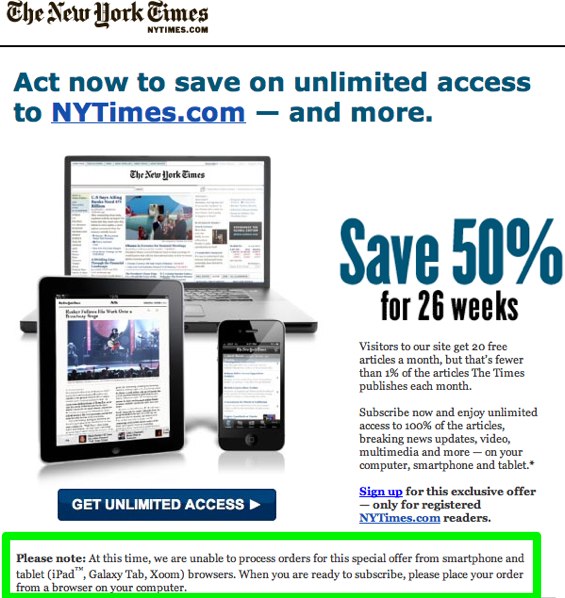 The New York Times
NYTIMES.COM
Act now to save on unlimited access
to NYTimes.com — and more.
The New York Times
Save 50%
for 26 weeks
Visitors to our site get 20 free
articles a month, but that's fewer
than 1% of the articles The Times
publishes each month.
Subscribe now and enjoy unlimited
access to 100% of the articles,
breaking news updates, video,
multimedia and more — on your
computer, smartphone and tablet.*
Sign up for this exclusive offer
— only for registered
NYTimes.com readers.
GET UNLIMITED ACCESS ►
Please note: At this time, we are unable to process orders for this special offer from smartphone and
tablet (iPad™, Galaxy Tab, Xoom) browsers. When you are ready to subscribe, please place your order
from a browser on your computer.